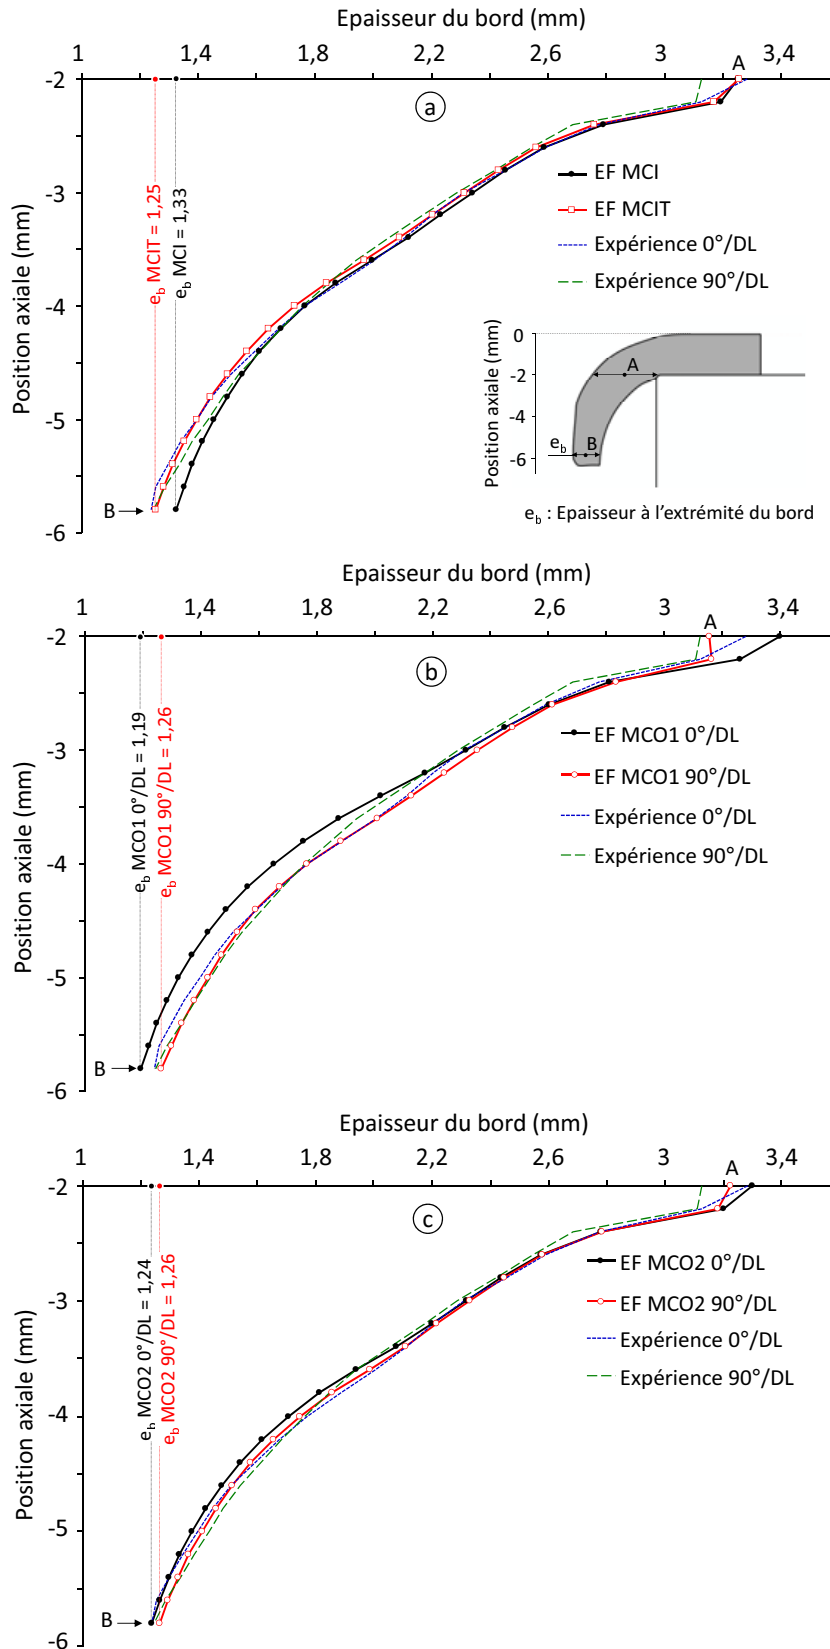 Epaisseur du bord (mm)
1 1,4 1,8 2,2 2,6 3 3,4
A
-2
a
EF MCI
EF MCIT
Expérience 0°/DL
Expérience 90°/DL
e_b MCIT = 1,25
e_b MCI = 1,33
-3
-4
-5
-6
B
Position axiale (mm)
Position axiale (mm)
0
-2
-4
-6
A
B
e_b
e_b : Epaisseur à l'extrémité du bord
Epaisseur du bord (mm)
1 1,4 1,8 2,2 2,6 3 3,4
A
-2
b
EF MCO1 0°/DL
EF MCO1 90°/DL
Expérience 0°/DL
Expérience 90°/DL
e_b MCO1 0°/DL = 1,19
e_b MCO1 90°/DL = 1,26
-3
-4
-5
-6
B
Position axiale (mm)
Epaisseur du bord (mm)
1 1,4 1,8 2,2 2,6 3 3,4
A
-2
c
EF MCO2 0°/DL
EF MCO2 90°/DL
Expérience 0°/DL
Expérience 90°/DL
e_b MCO2 0°/DL = 1,24
e_b MCO2 90°/DL = 1,26
-3
-4
-5
-6
B
Position axiale (mm)